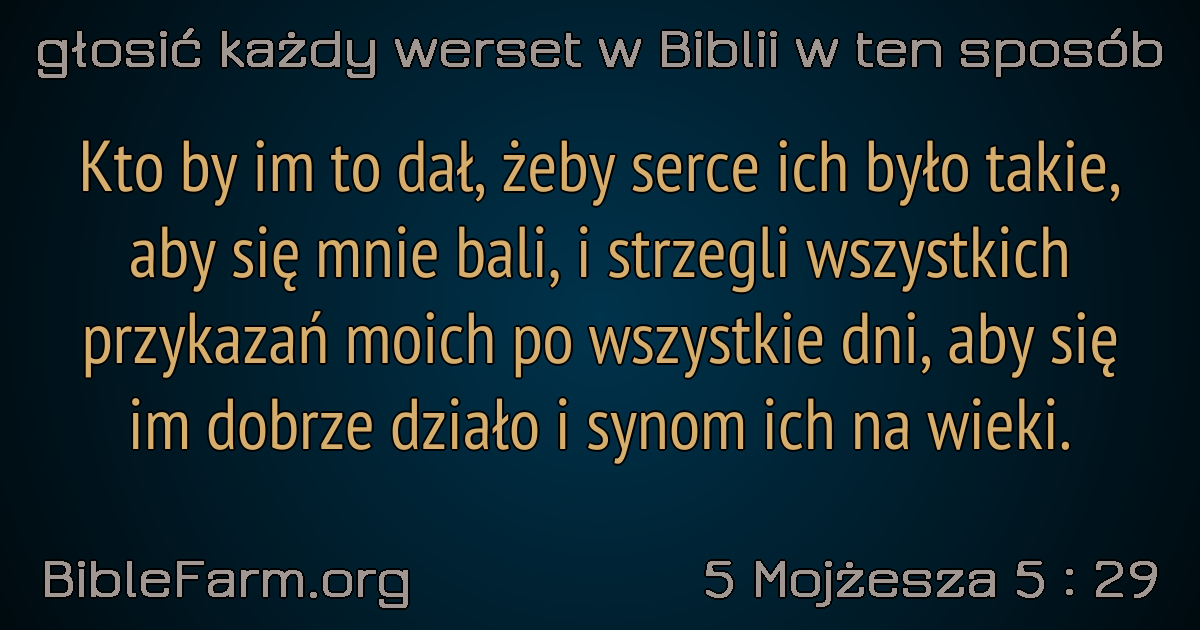 głosić każdy werset w Biblii w ten sposób
Kto by im to dał, żeby serce ich było takie,
aby się mnie bali, i strzegli wszystkich
przykazań moich po wszystkie dni, aby się
im dobrze działo i synom ich na wieki.
BibleFarm.org
5 Mojżesza 5 : 29